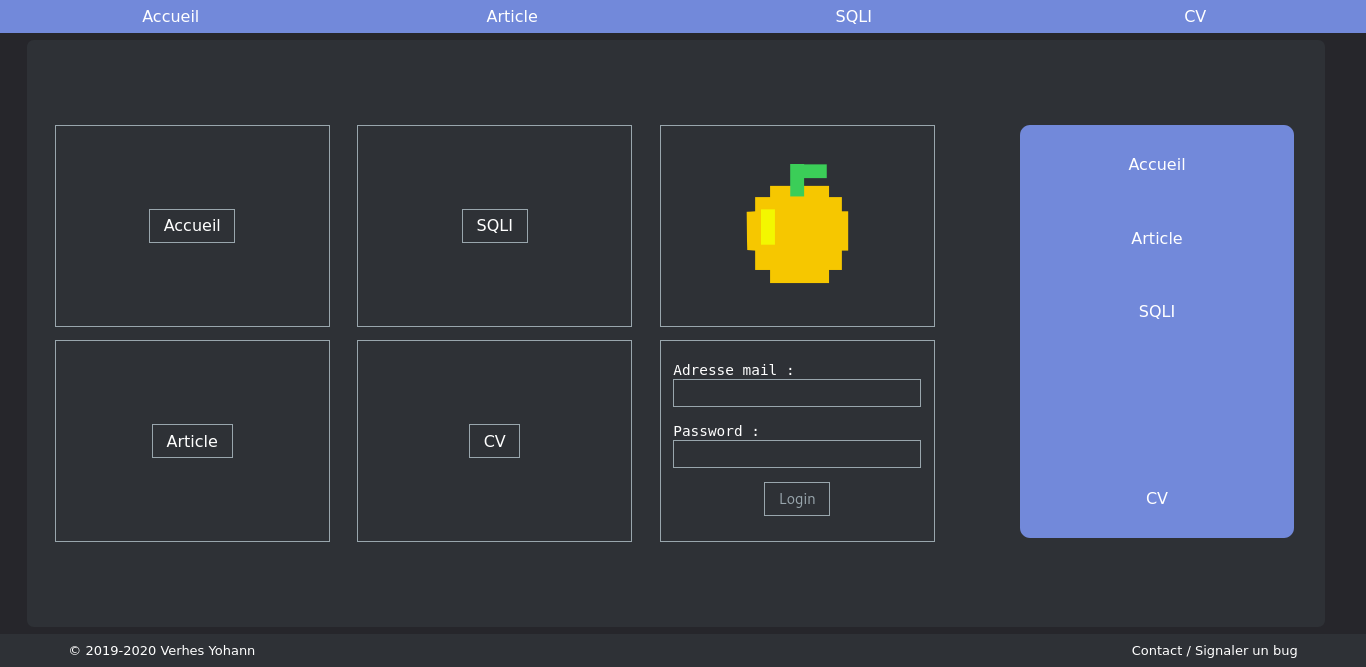 Accueil
Article
SQLI
CV
Accueil
SQLI
Article
CV
Adresse mail :
Password :
Login
Accueil
Article
SQLI
CV
© 2019-2020 Verhes Yohann
Contact / Signaler un bug